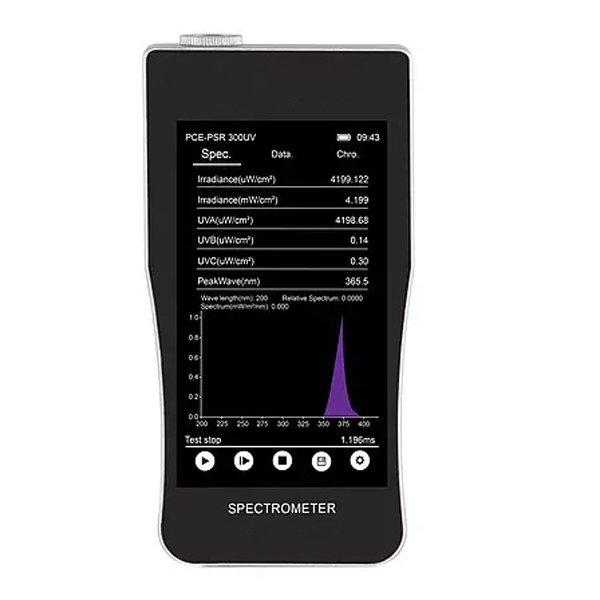 PCE-PSR 300UV 09:43
Spec. Data. Chro.
Irradiance(uW/cm²) 4199.122
Irradiance(mW/cm²) 4.199
UVA(uW/cm²) 4198.68
UVB(uW/cm²) 0.14
UVC(uW/cm²) 0.30
PeakWave(nm) 365.5
Wave length(nm): 200 Relative Spectrum: 0.0000
Spectrum(mW/m²/nm): 0.000
1.0
0.8
0.6
0.4
0.2
0.0
200 225 250 275 300 325 350 375 400
Test stop 1.196ms
SPECTROMETER